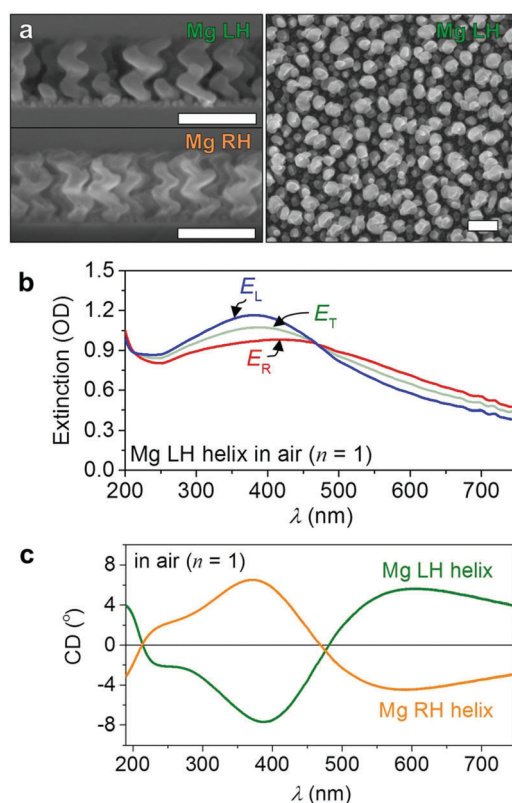 a
Mg LH
Mg LH
Mg RH
b
1.5
1.2
0.9
0.6
0.3
0.0
Extinction (OD)
E_L
E_T
E_R
Mg LH helix in air (n = 1)
200 300 400 500 600 700
λ (nm)
c
8
4
0
-4
-8
CD (°)
in air (n = 1)
Mg LH helix
Mg RH helix
200 300 400 500 600 700
λ (nm)